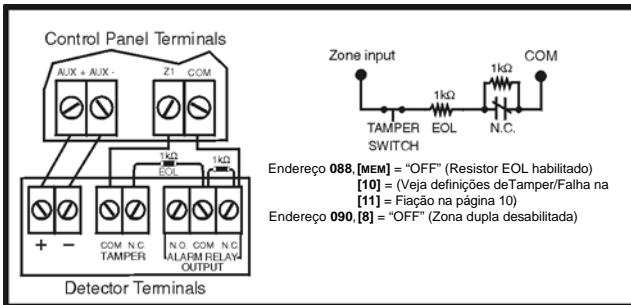 Control Panel Terminals
AUX + AUX -
Z1 COM
1kΩ
EOL
1kΩ
+ −
COM N.C.
TAMPER
N.O. COM N.C.
ALARM RELAY
OUTPUT
Detector Terminals
Zone input
COM
1kΩ
1kΩ
TAMPER
SWITCH
EOL
N.C.
Endereço 088, [MEM] = “OFF” (Resistor EOL habilitado)
[10] = (Veja definições deTamper/Falha na
[11] = Fiação na página 10)
Endereço 090, [8] = “OFF” (Zona dupla desabilitada)